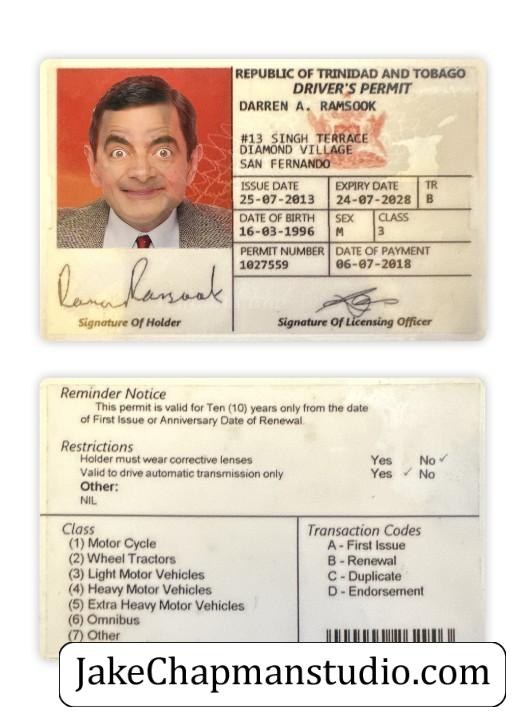 REPUBLIC OF TRINIDAD AND TOBAGO
DRIVER'S PERMIT
DARREN A. RAMSOOK
#13 SINGH TERRACE
DIAMOND VILLAGE
SAN FERNANDO
ISSUE DATE EXPIRY DATE TR
25-07-2013 24-07-2028 B
DATE OF BIRTH SEX CLASS
16-03-1996 M 3
PERMIT NUMBER DATE OF PAYMENT
1027559 06-07-2018
Darren Ramsook
Signature Of Holder Signature Of Licensing Officer
Reminder Notice
This permit is valid for Ten (10) years only from the date
of First Issue or Anniversary Date of Renewal.
Restrictions
Holder must wear corrective lenses Yes No ✓
Valid to drive automatic transmission only Yes ✓ No
Other:
NIL
Class
(1) Motor Cycle
(2) Wheel Tractors
(3) Light Motor Vehicles
(4) Heavy Motor Vehicles
(5) Extra Heavy Motor Vehicles
(6) Omnibus
(7) Other
Transaction Codes
A - First Issue
B - Renewal
C - Duplicate
D - Endorsement
JakeChapmanstudio.com